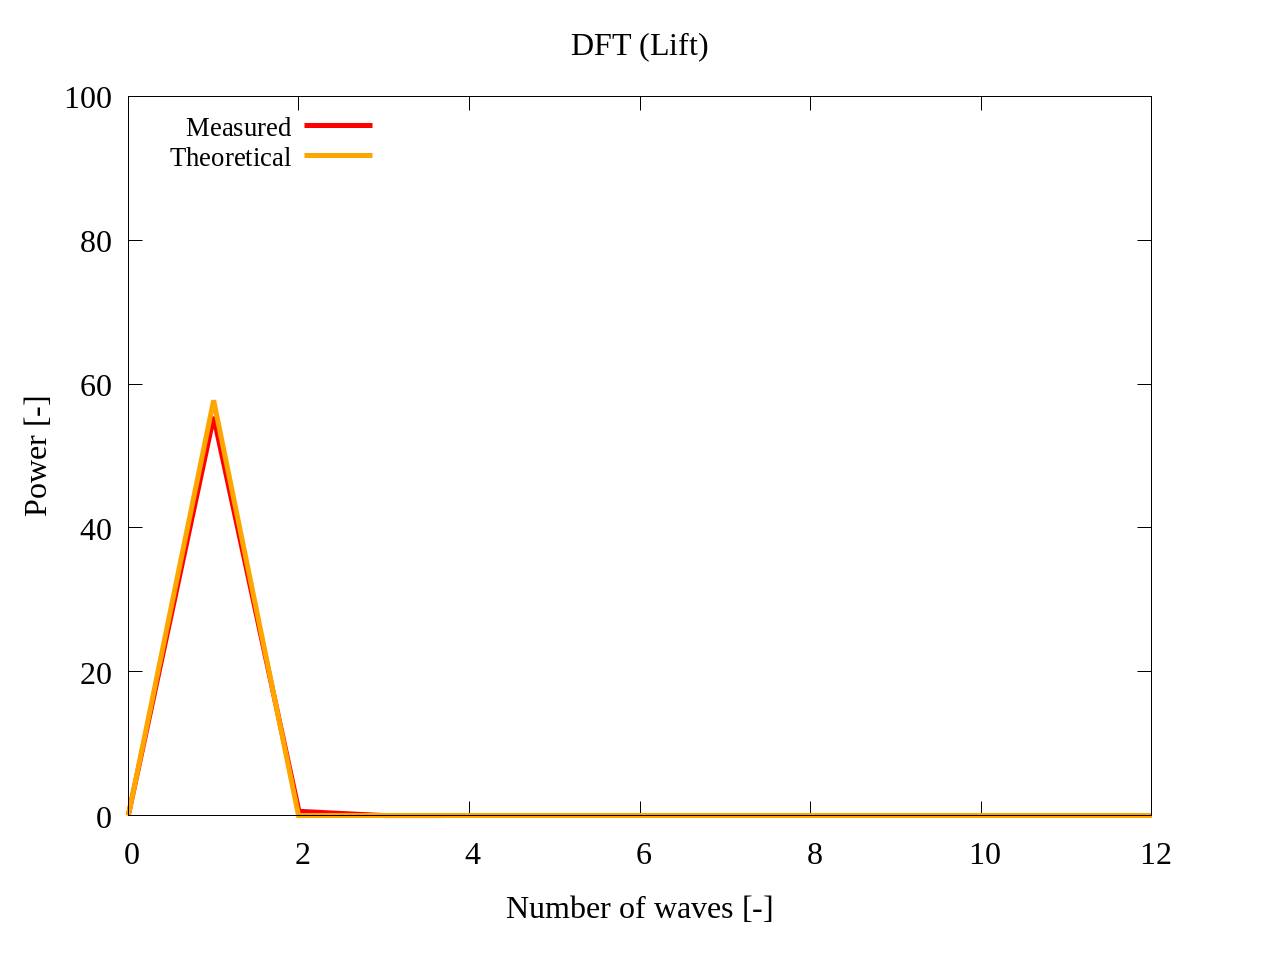 DFT (Lift)
100
80
60
40
20
0
Measured
Theoretical
Power [-]
0 2 4 6 8 10 12
Number of waves [-]